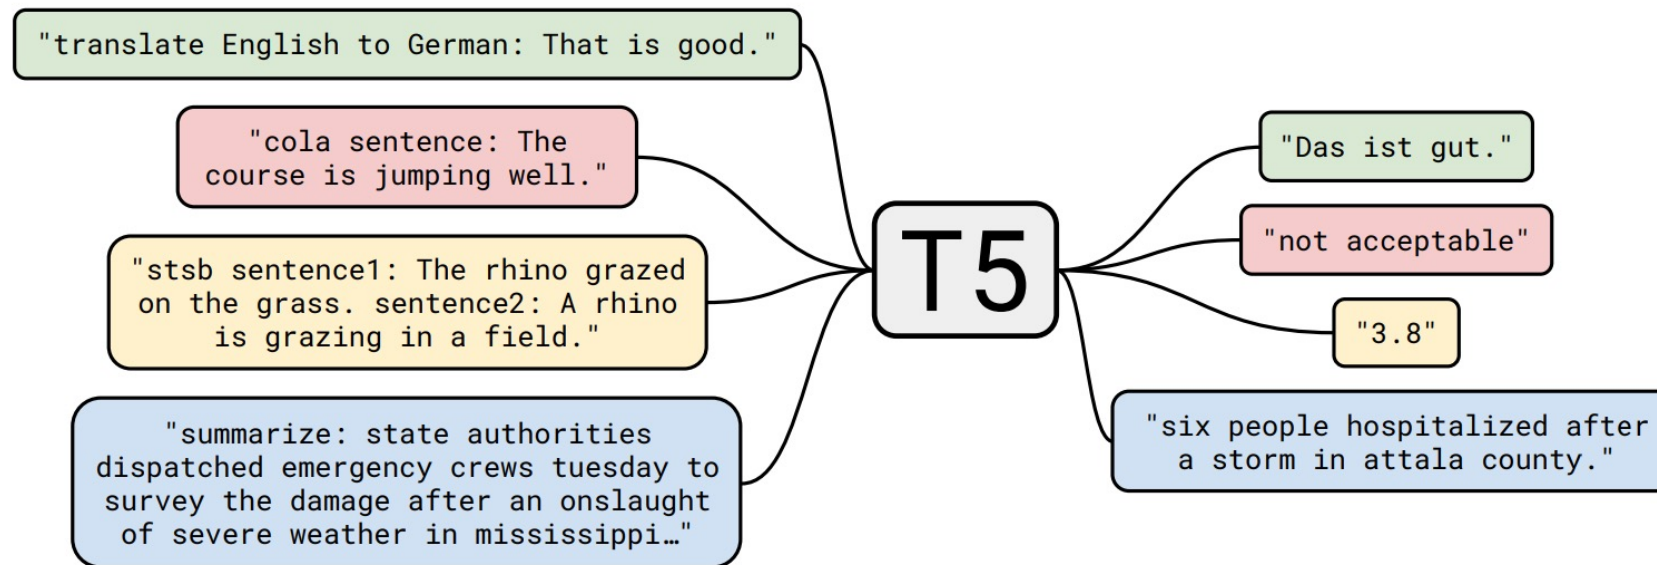 "translate English to German: That is good."
"cola sentence: The
course is jumping well."
"stsb sentence1: The rhino grazed
on the grass. sentence2: A rhino
is grazing in a field."
"summarize: state authorities
dispatched emergency crews tuesday to
survey the damage after an onslaught
of severe weather in mississippi…"
T5
"Das ist gut."
"not acceptable"
"3.8"
"six people hospitalized after
a storm in attala county."